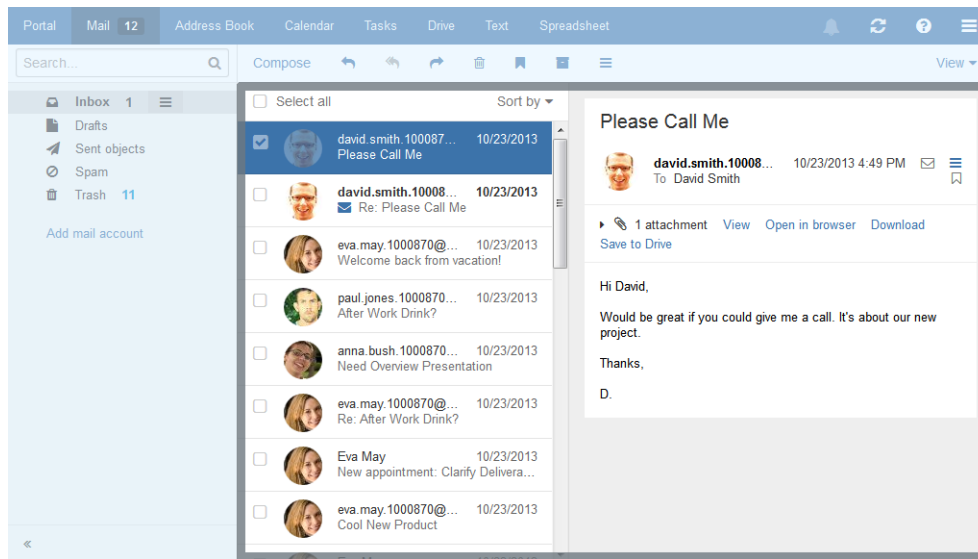 Portal Mail 12 Address Book Calendar Tasks Drive Text Spreadsheet
Search...
Compose
View
Inbox 1
Drafts
Sent objects
Spam
Trash 11
Add mail account
Select all Sort by
david.smith.100087... 10/23/2013
Please Call Me
david.smith.10008... 10/23/2013
Re: Please Call Me
eva.may.1000870@... 10/23/2013
Welcome back from vacation!
paul.jones.1000870... 10/23/2013
After Work Drink?
anna.bush.1000870... 10/23/2013
Need Overview Presentation
eva.may.1000870@... 10/23/2013
Re: After Work Drink?
Eva May 10/23/2013
New appointment: Clarify Delivera...
eva.may.1000870@... 10/23/2013
Cool New Product
Please Call Me
david.smith.10008... 10/23/2013 4:49 PM
To David Smith
1 attachment View Open in browser Download
Save to Drive
Hi David,
Would be great if you could give me a call. It's about our new
project.
Thanks,
D.